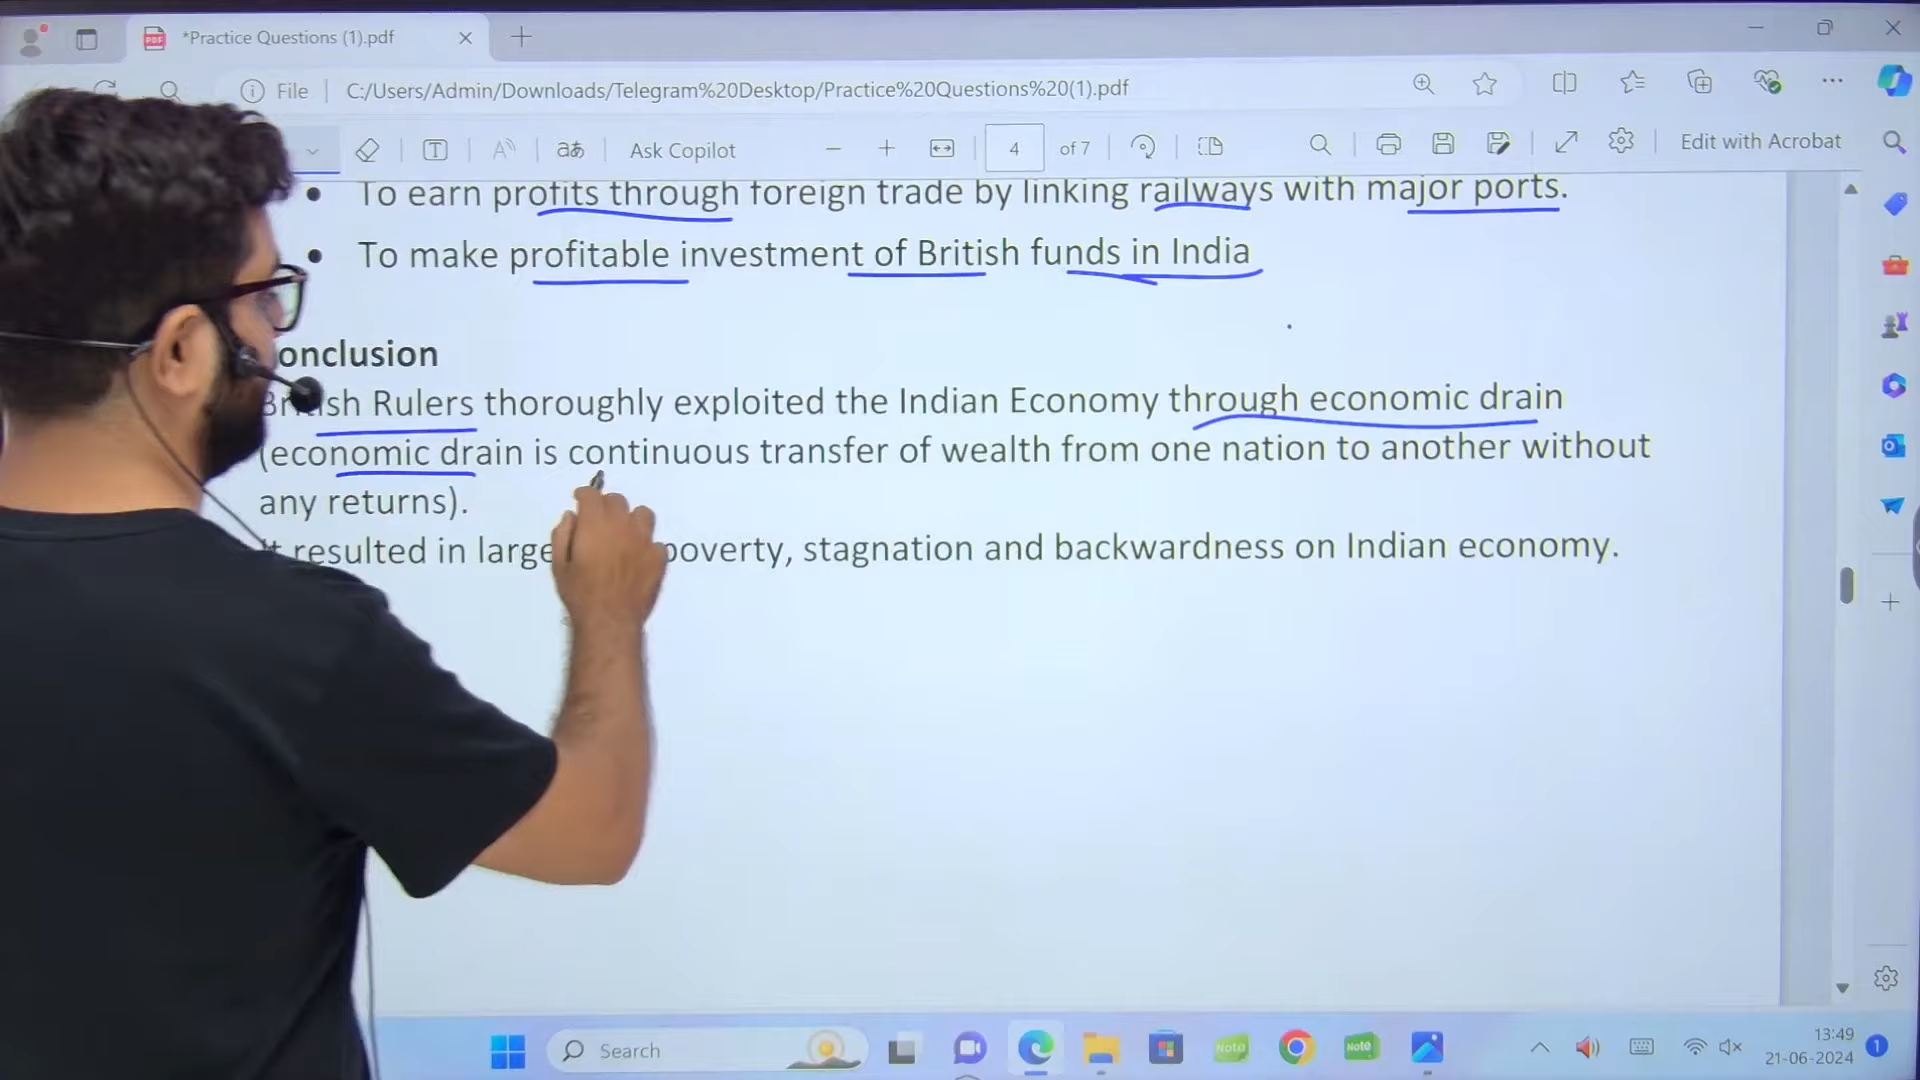 *Practice Questions (1).pdf
File C:/Users/Admin/Downloads/Telegram%20Desktop/Practice%20Questions%20(1).pdf
Ask Copilot 4 of 7 Edit with Acrobat
• To earn profits through foreign trade by linking railways with major ports.
• To make profitable investment of British funds in India
onclusion
British Rulers thoroughly exploited the Indian Economy through economic drain
(economic drain is continuous transfer of wealth from one nation to another without
any returns).
It resulted in large poverty, stagnation and backwardness on Indian economy.
Search
13:49
21-06-2024